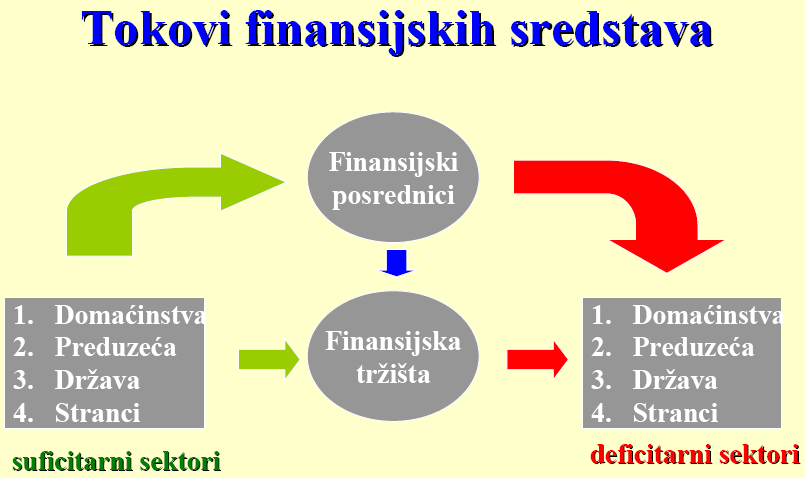 Tokovi finansijskih sredstava
Finansijski
posrednici
1. Domaćinstva
2. Preduzeća
3. Država
4. Stranci
suficitarni sektori
Finansijska
tržišta
1. Domaćinstva
2. Preduzeća
3. Država
4. Stranci
deficitarni sektori